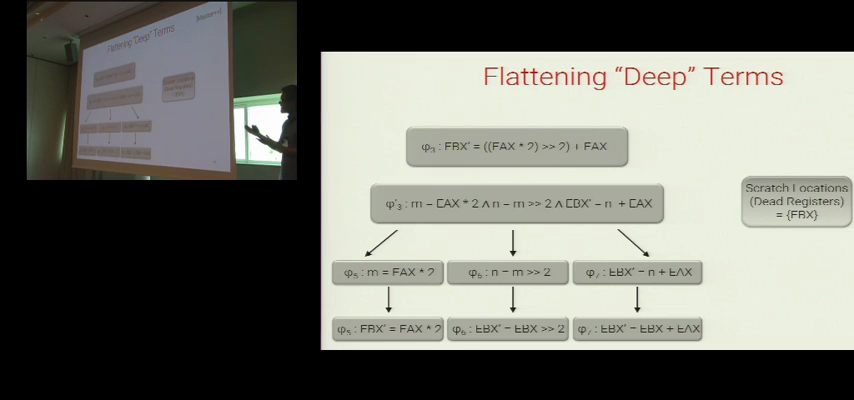 Flattening "Deep" Terms
Flattening "Deep" Terms
φ₃ : EBX' = ((EAX * 2) >> 2) + EAX
φ'₃ : m = EAX * 2 ∧ n = m >> 2 ∧ EBX' = n + EAX
Scratch Locations
(Dead Registers)
= {EBX}
φ₅ : m = EAX * 2
φ₆ : n = m >> 2
φ₇ : EBX' = n + EAX
φ₅ : EBX' = EAX * 2
φ₆ : EBX' = EBX >> 2
φ₇ : EBX' = EBX + EAX